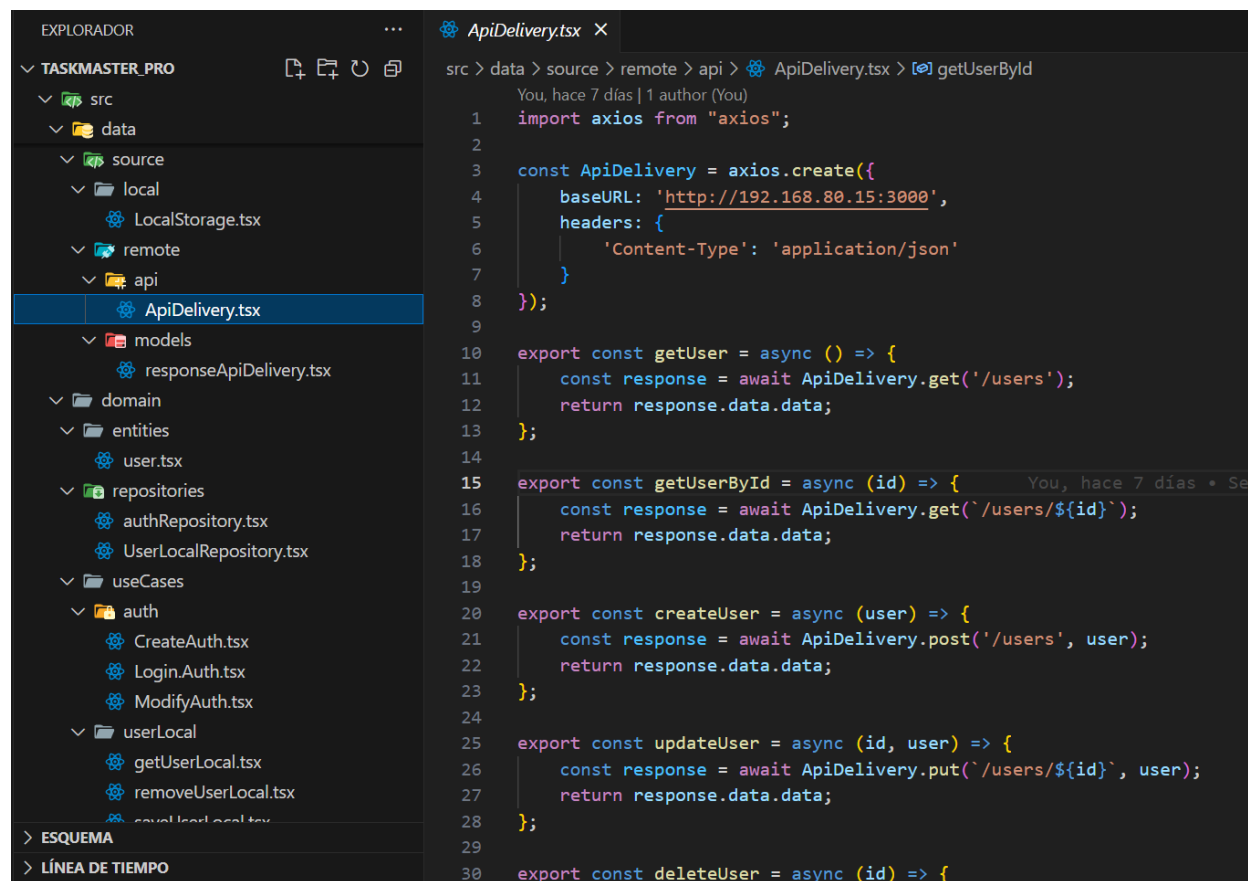 EXPLORADOR
TASKMASTER_PRO
src
data
source
local
LocalStorage.tsx
remote
api
ApiDelivery.tsx
models
responseApiDelivery.tsx
domain
entities
user.tsx
repositories
authRepository.tsx
UserLocalRepository.tsx
useCases
auth
CreateAuth.tsx
Login.Auth.tsx
ModifyAuth.tsx
userLocal
getUserLocal.tsx
removeUserLocal.tsx
saveUserLocal.tsx
ESQUEMA
LÍNEA DE TIEMPO
ApiDelivery.tsx
src > data > source > remote > api > ApiDelivery.tsx > getUserById
You, hace 7 días | 1 author (You)
1 import axios from "axios";
2
3 const ApiDelivery = axios.create({
4 baseURL: 'http://192.168.80.15:3000',
5 headers: {
6 'Content-Type': 'application/json'
7 }
8 });
9
10 export const getUser = async () => {
11 const response = await ApiDelivery.get('/users');
12 return response.data.data;
13 };
14
15 export const getUserById = async (id) => { You, hace 7 días • Se
16 const response = await ApiDelivery.get(`/users/${id}`);
17 return response.data.data;
18 };
19
20 export const createUser = async (user) => {
21 const response = await ApiDelivery.post('/users', user);
22 return response.data.data;
23 };
24
25 export const updateUser = async (id, user) => {
26 const response = await ApiDelivery.put(`/users/${id}`, user);
27 return response.data.data;
28 };
29
30 export const deleteUser = async (id) => {